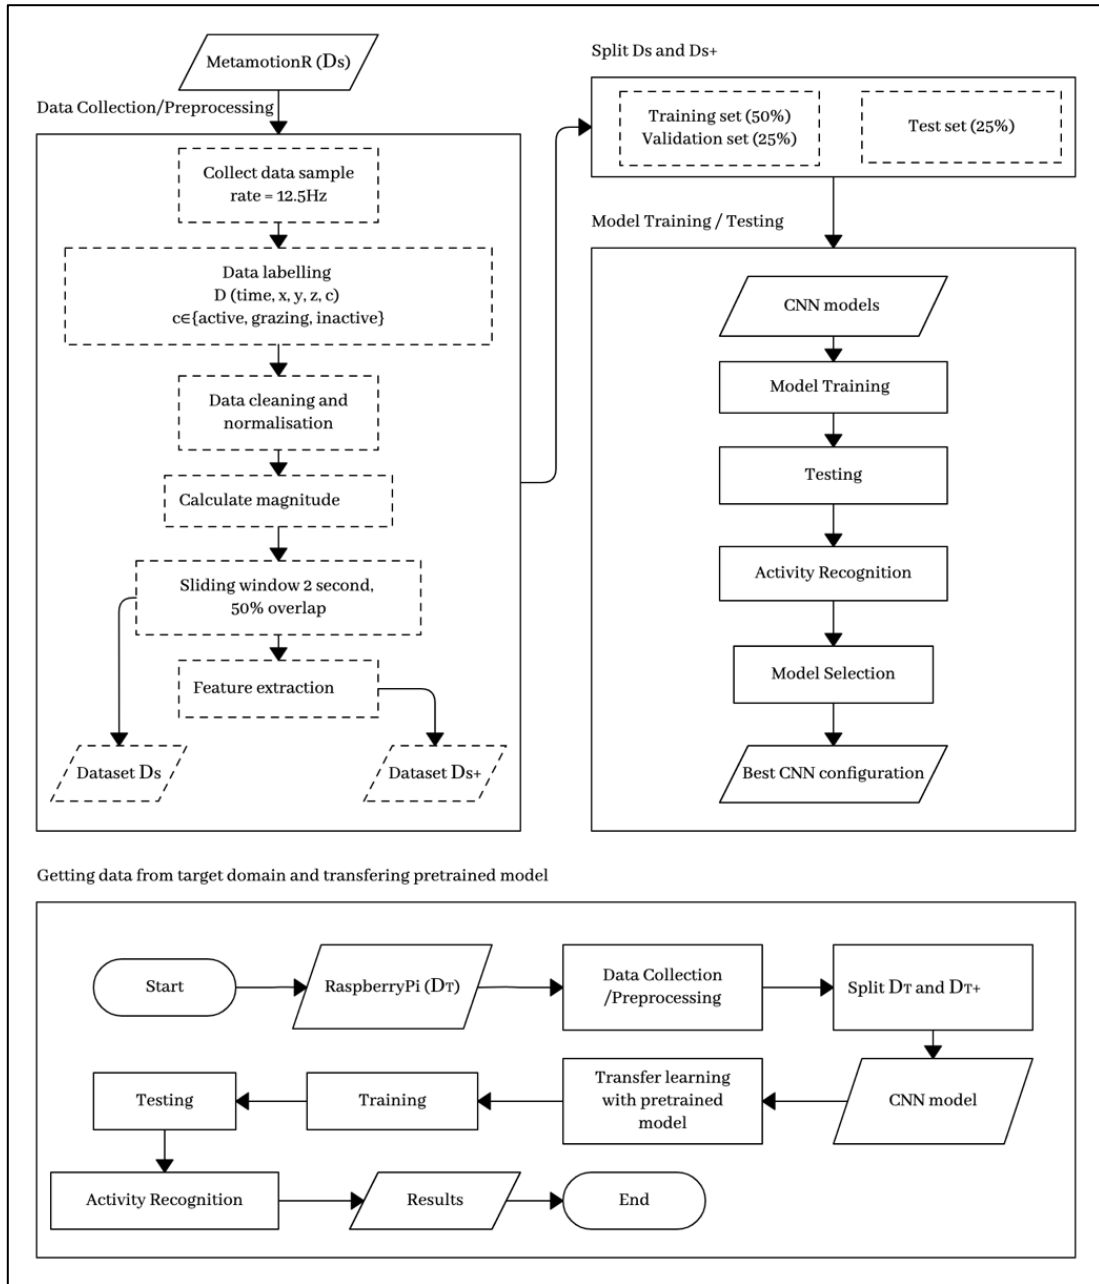 MetamotionR (Ds)
Data Collection/Preprocessing
Collect data sample
rate = 12.5Hz
Data labelling
D (time, x, y, z, c)
c∈{active, grazing, inactive}
Data cleaning and
normalisation
Calculate magnitude
Sliding window 2 second,
50% overlap
Feature extraction
Dataset Ds
Dataset Ds+
Split Ds and Ds+
Training set (50%)
Validation set (25%)
Test set (25%)
Model Training / Testing
CNN models
Model Training
Testing
Activity Recognition
Model Selection
Best CNN configuration
Getting data from target domain and transfering pretrained model
Start
RaspberryPi (DT)
Data Collection
/Preprocessing
Split DT and DT+
CNN model
Transfer learning
with pretrained
model
Training
Testing
Activity Recognition
Results
End